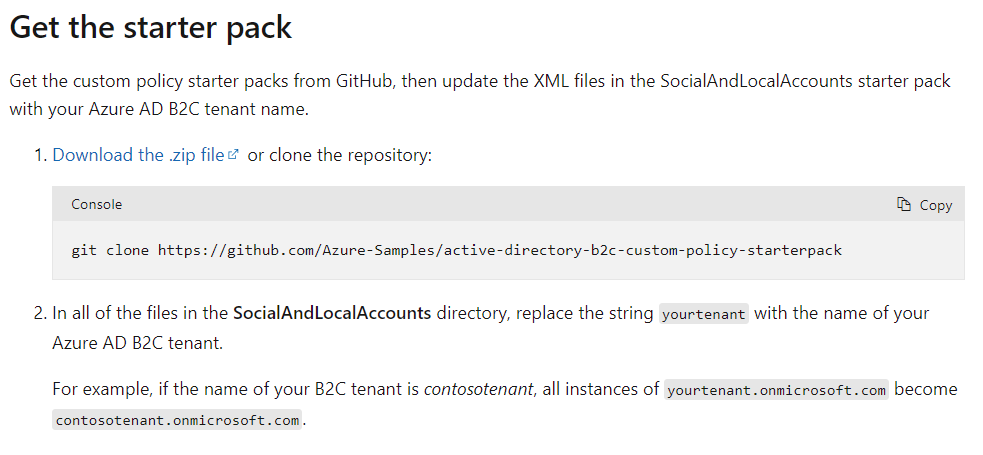 Get the starter pack
Get the custom policy starter packs from GitHub, then update the XML files in the SocialAndLocalAccounts starter pack
with your Azure AD B2C tenant name.
1. Download the .zip file or clone the repository:
Console Copy
git clone https://github.com/Azure-Samples/active-directory-b2c-custom-policy-starterpack
2. In all of the files in the SocialAndLocalAccounts directory, replace the string yourtenant with the name of your
Azure AD B2C tenant.
For example, if the name of your B2C tenant is contosotenant, all instances of yourtenant.onmicrosoft.com become
contosotenant.onmicrosoft.com.